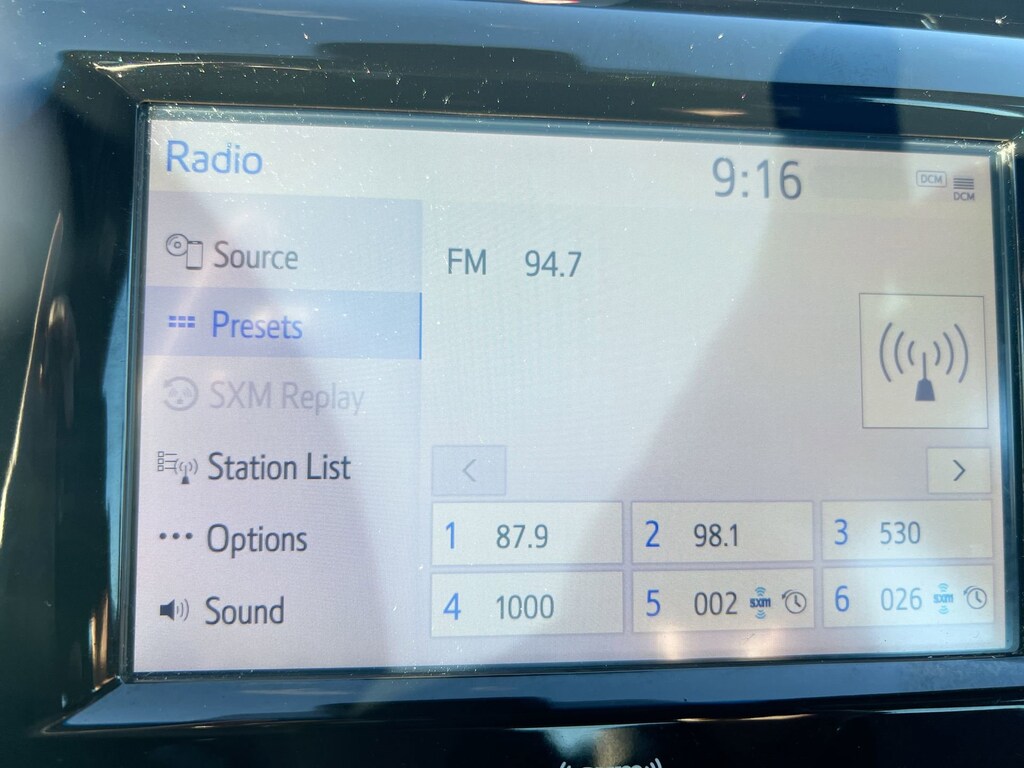 Radio
9:16
DCM
DCM
Source
FM 94.7
Presets
SXM Replay
Station List
Options
1 87.9
2 98.1
3 530
Sound
4 1000
5 002 sxm
6 026 sxm